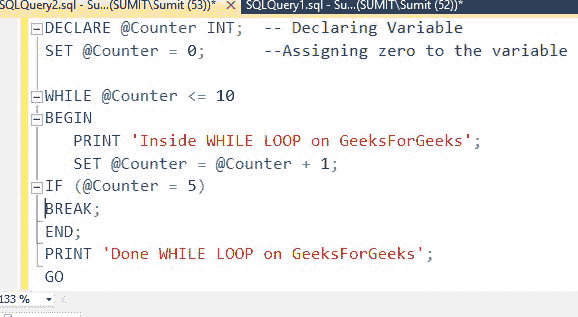 SQLQuery2.sql - Su...(SUMIT\Sumit (53))* SQLQuery1.sql - Su...(SUMIT\Sumit (52))*
DECLARE @Counter INT;  -- Declaring Variable
SET @Counter = 0;      --Assigning zero to the variable
WHILE @Counter <= 10
BEGIN
PRINT 'Inside WHILE LOOP on GeeksForGeeks';
SET @Counter = @Counter + 1;
IF (@Counter = 5)
BREAK;
END;
PRINT 'Done WHILE LOOP on GeeksForGeeks';
GO
133 %